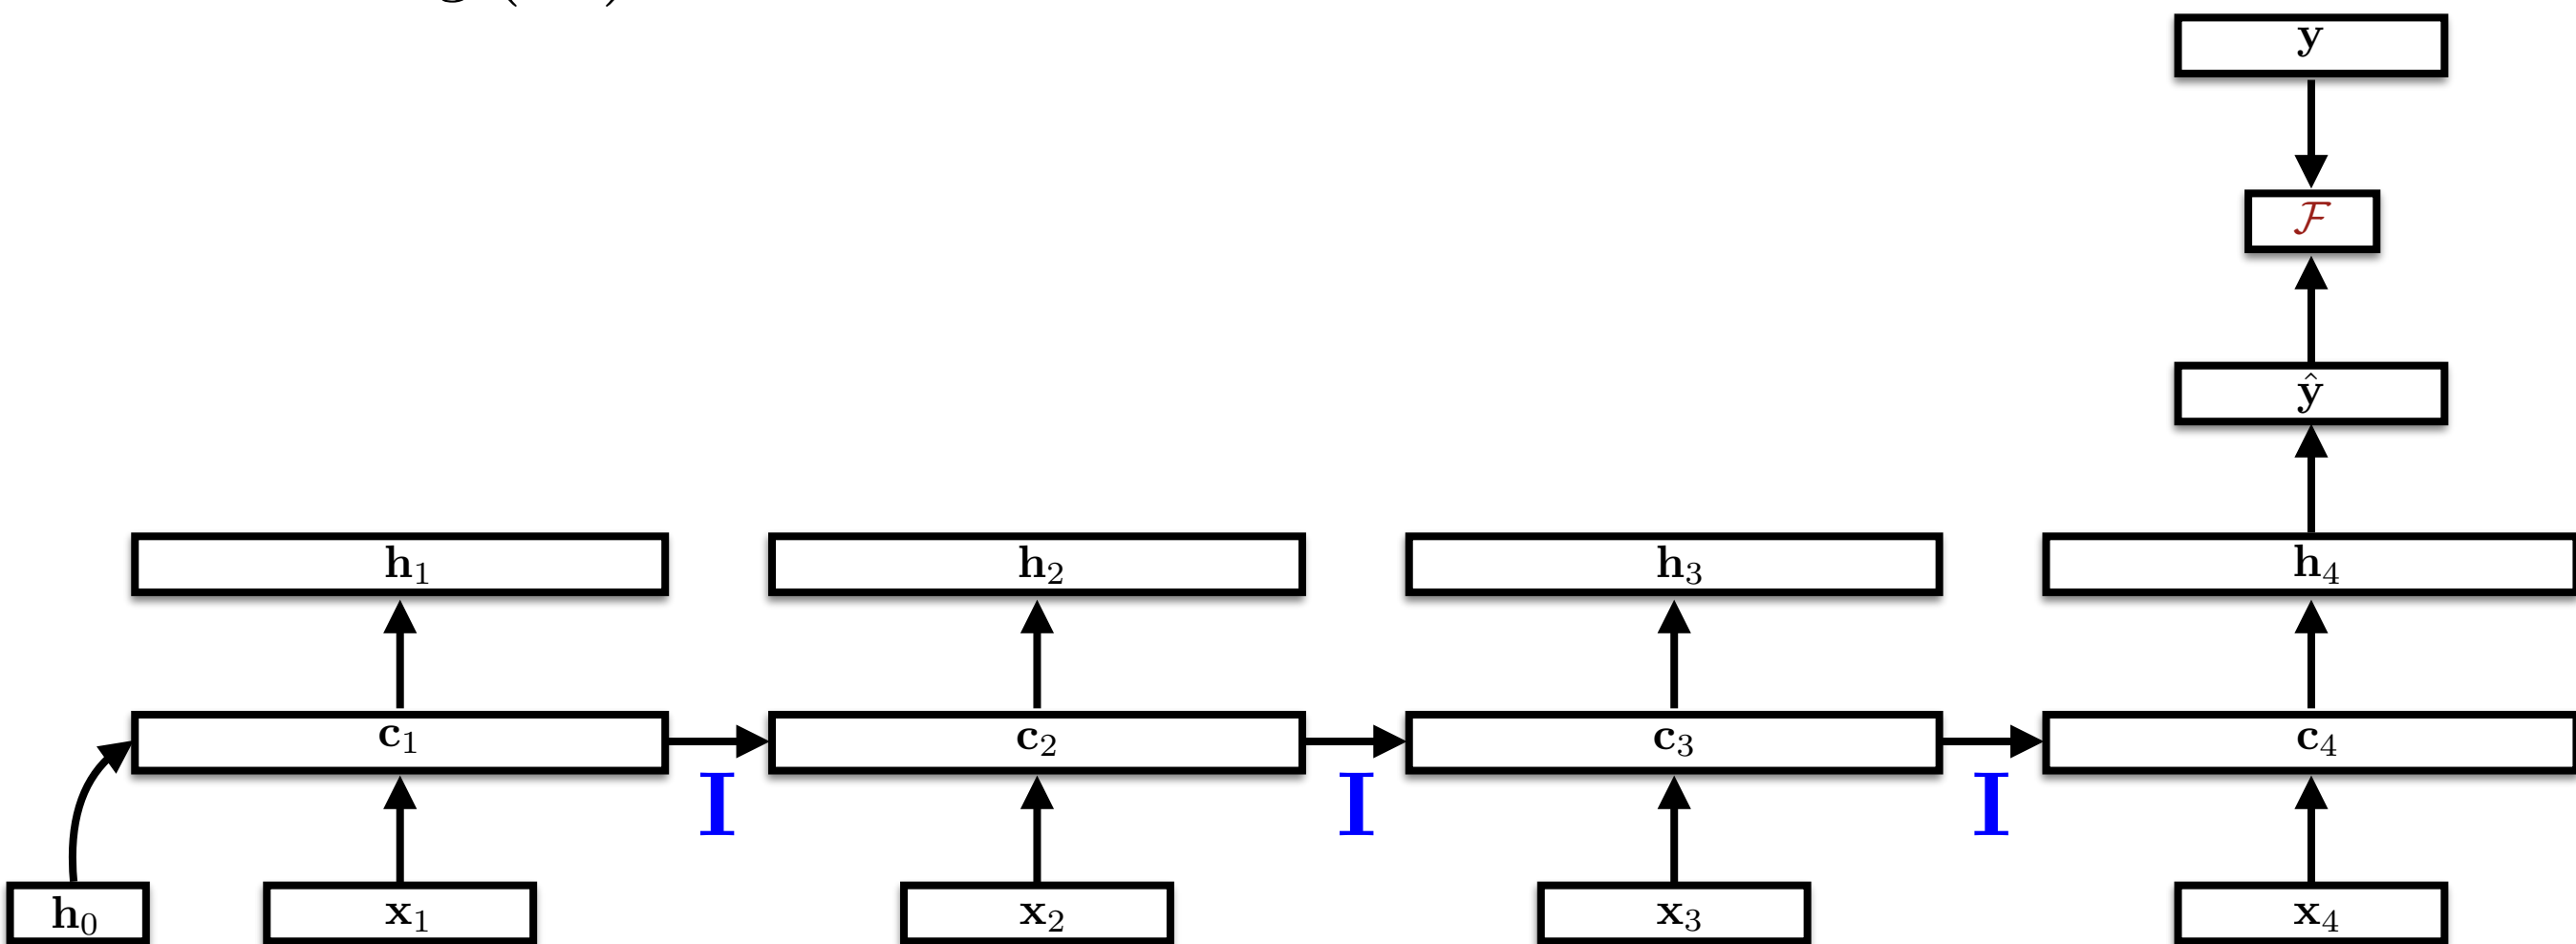 y
ℱ
ŷ
h₁ h₂ h₃ h₄
c₁ c₂ c₃ c₄
I I I
h₀ x₁ x₂ x₃ x₄